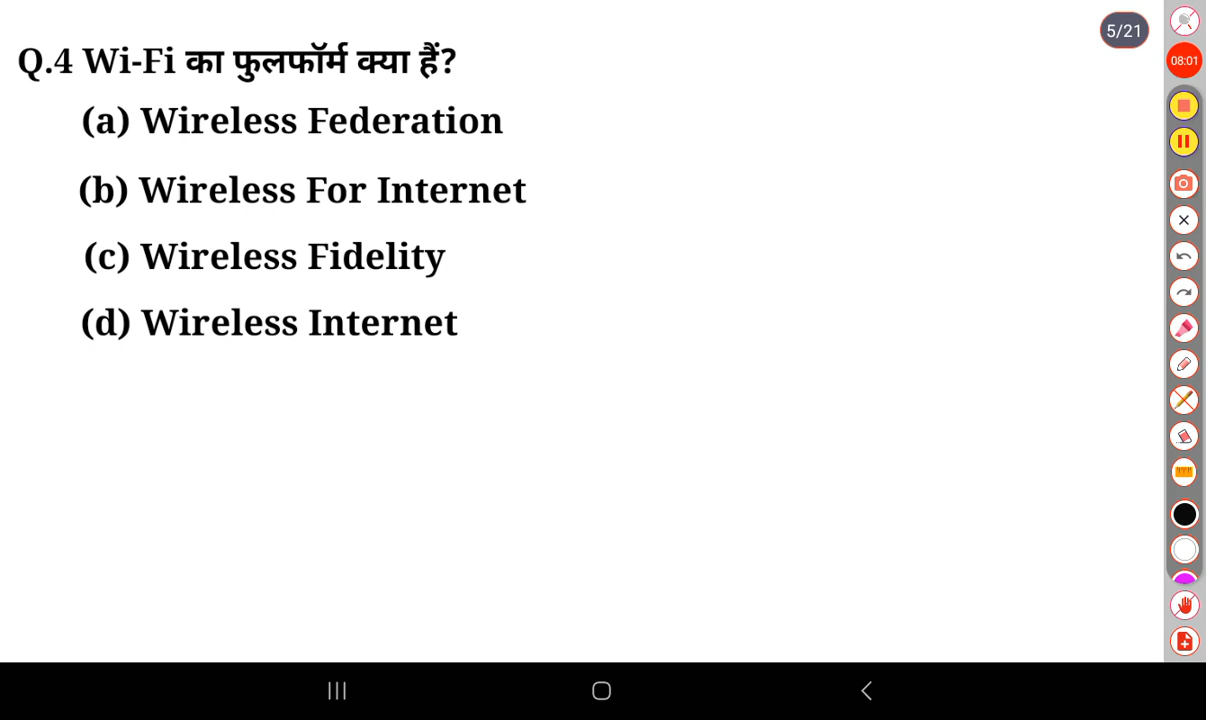 5/21
08:01
Q.4 Wi-Fi का फुलफॉर्म क्या हैं?
(a) Wireless Federation
(b) Wireless For Internet
(c) Wireless Fidelity
(d) Wireless Internet